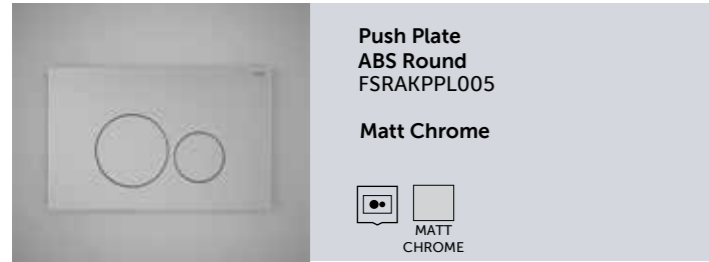 Push Plate
ABS Round
FSRAKPPL005
Matt Chrome
MATT
CHROME